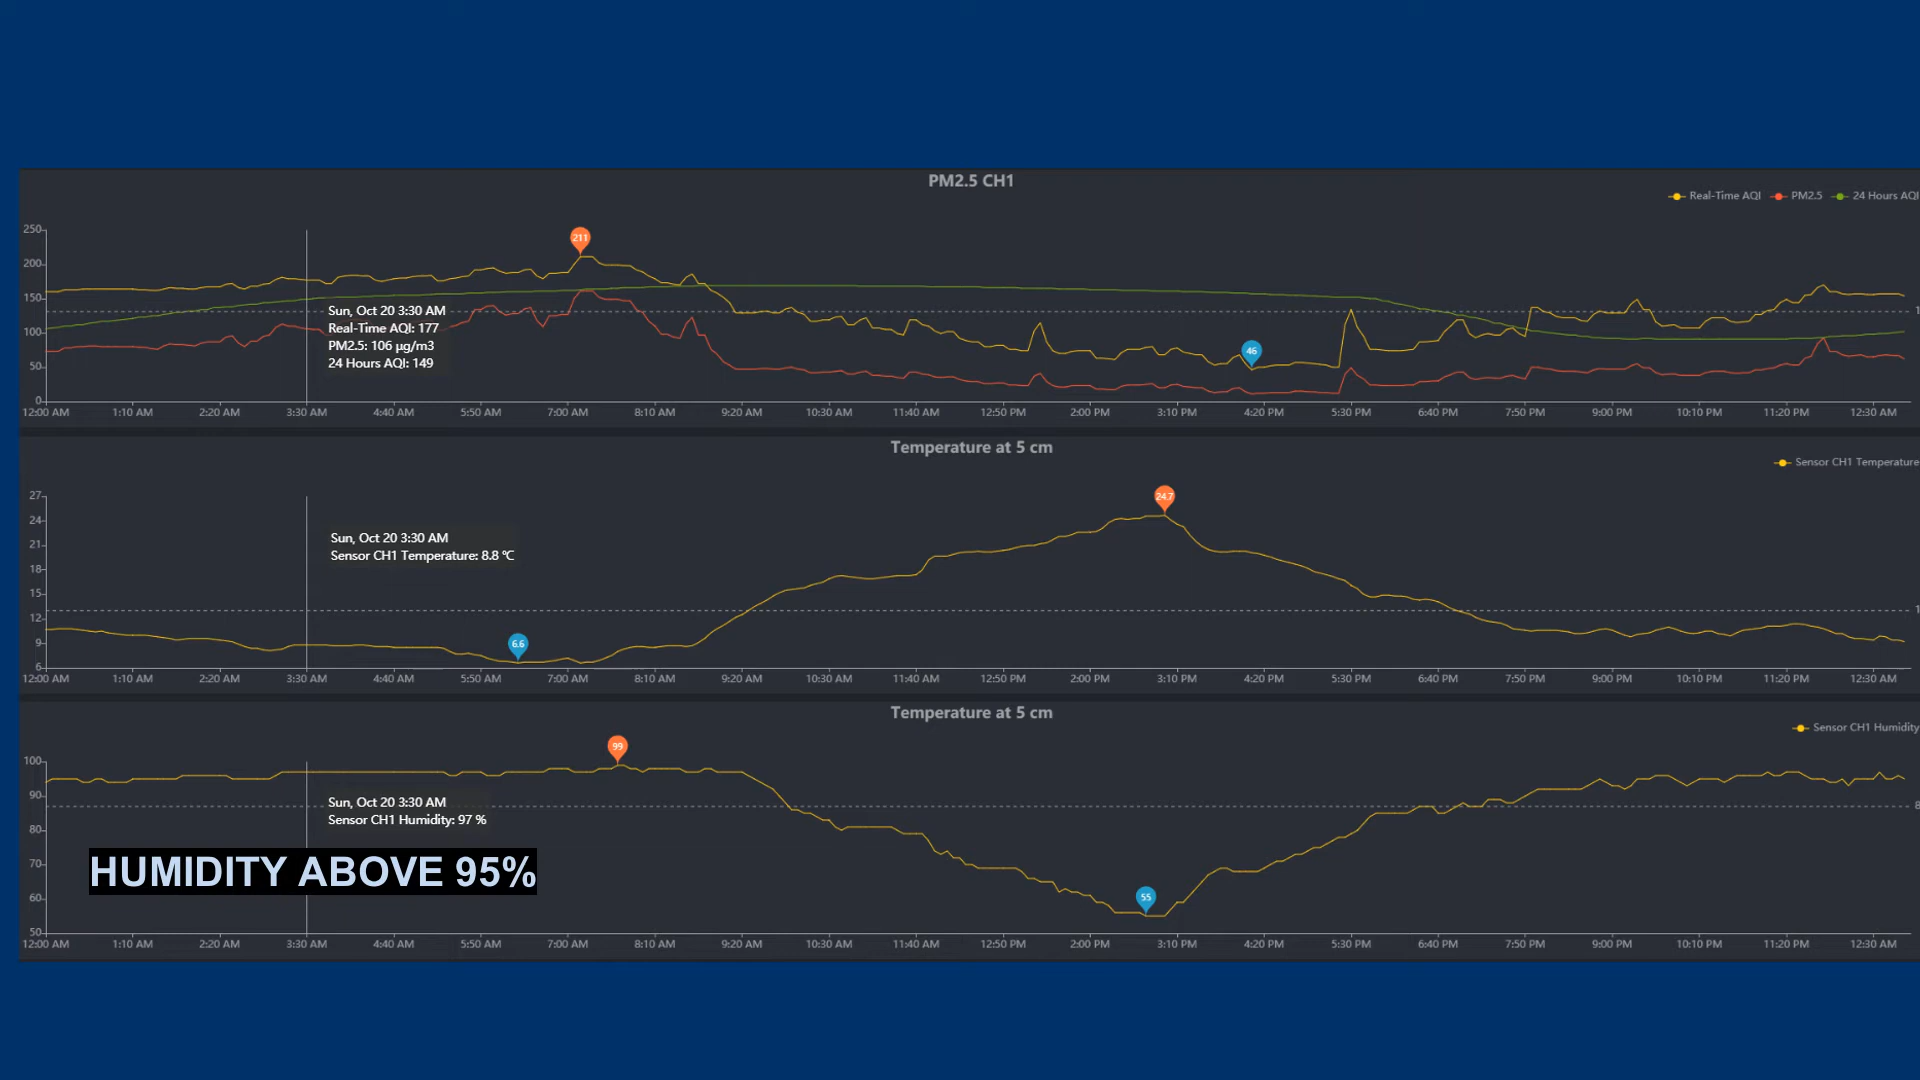 PM2.5 CH1
Real-Time AQI PM2.5 24 Hours AQI
250
200
150
100
50
0
211
46
1
Sun, Oct 20 3:30 AM
Real-Time AQI: 177
PM2.5: 106 µg/m3
24 Hours AQI: 149
12:00 AM 1:10 AM 2:20 AM 3:30 AM 4:40 AM 5:50 AM 7:00 AM 8:10 AM 9:20 AM 10:30 AM 11:40 AM 12:50 PM 2:00 PM 3:10 PM 4:20 PM 5:30 PM 6:40 PM 7:50 PM 9:00 PM 10:10 PM 11:20 PM 12:30 AM
Temperature at 5 cm
Sensor CH1 Temperature
27
24
21
18
15
12
9
6
24.7
6.6
1
Sun, Oct 20 3:30 AM
Sensor CH1 Temperature: 8.8 ℃
12:00 AM 1:10 AM 2:20 AM 3:30 AM 4:40 AM 5:50 AM 7:00 AM 8:10 AM 9:20 AM 10:30 AM 11:40 AM 12:50 PM 2:00 PM 3:10 PM 4:20 PM 5:30 PM 6:40 PM 7:50 PM 9:00 PM 10:10 PM 11:20 PM 12:30 AM
Temperature at 5 cm
Sensor CH1 Humidity
100
90
80
70
60
50
99
55
8
Sun, Oct 20 3:30 AM
Sensor CH1 Humidity: 97 %
HUMIDITY ABOVE 95%
12:00 AM 1:10 AM 2:20 AM 3:30 AM 4:40 AM 5:50 AM 7:00 AM 8:10 AM 9:20 AM 10:30 AM 11:40 AM 12:50 PM 2:00 PM 3:10 PM 4:20 PM 5:30 PM 6:40 PM 7:50 PM 9:00 PM 10:10 PM 11:20 PM 12:30 AM